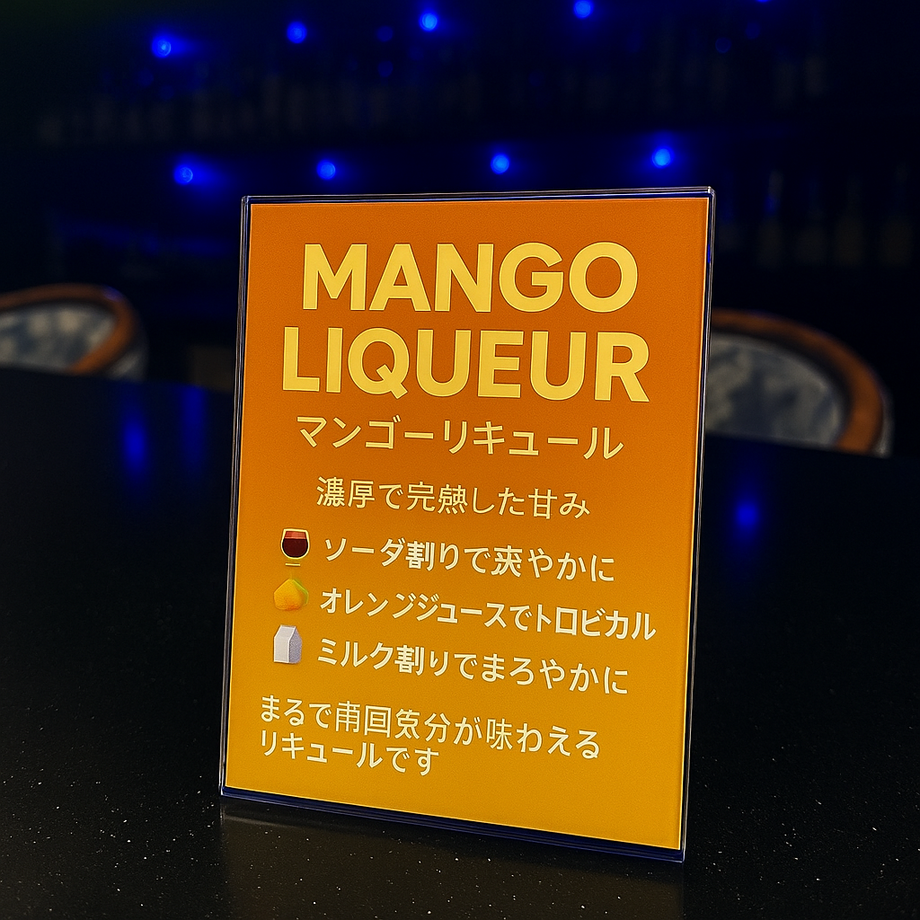 MANGO
LIQUEUR
マンゴーリキュール
濃厚で完熟した甘み
ソーダ割りで爽やかに
オレンジジュースでトロビカル
ミルク割りでまろやかに
まるで分が味わえる
リキュールです